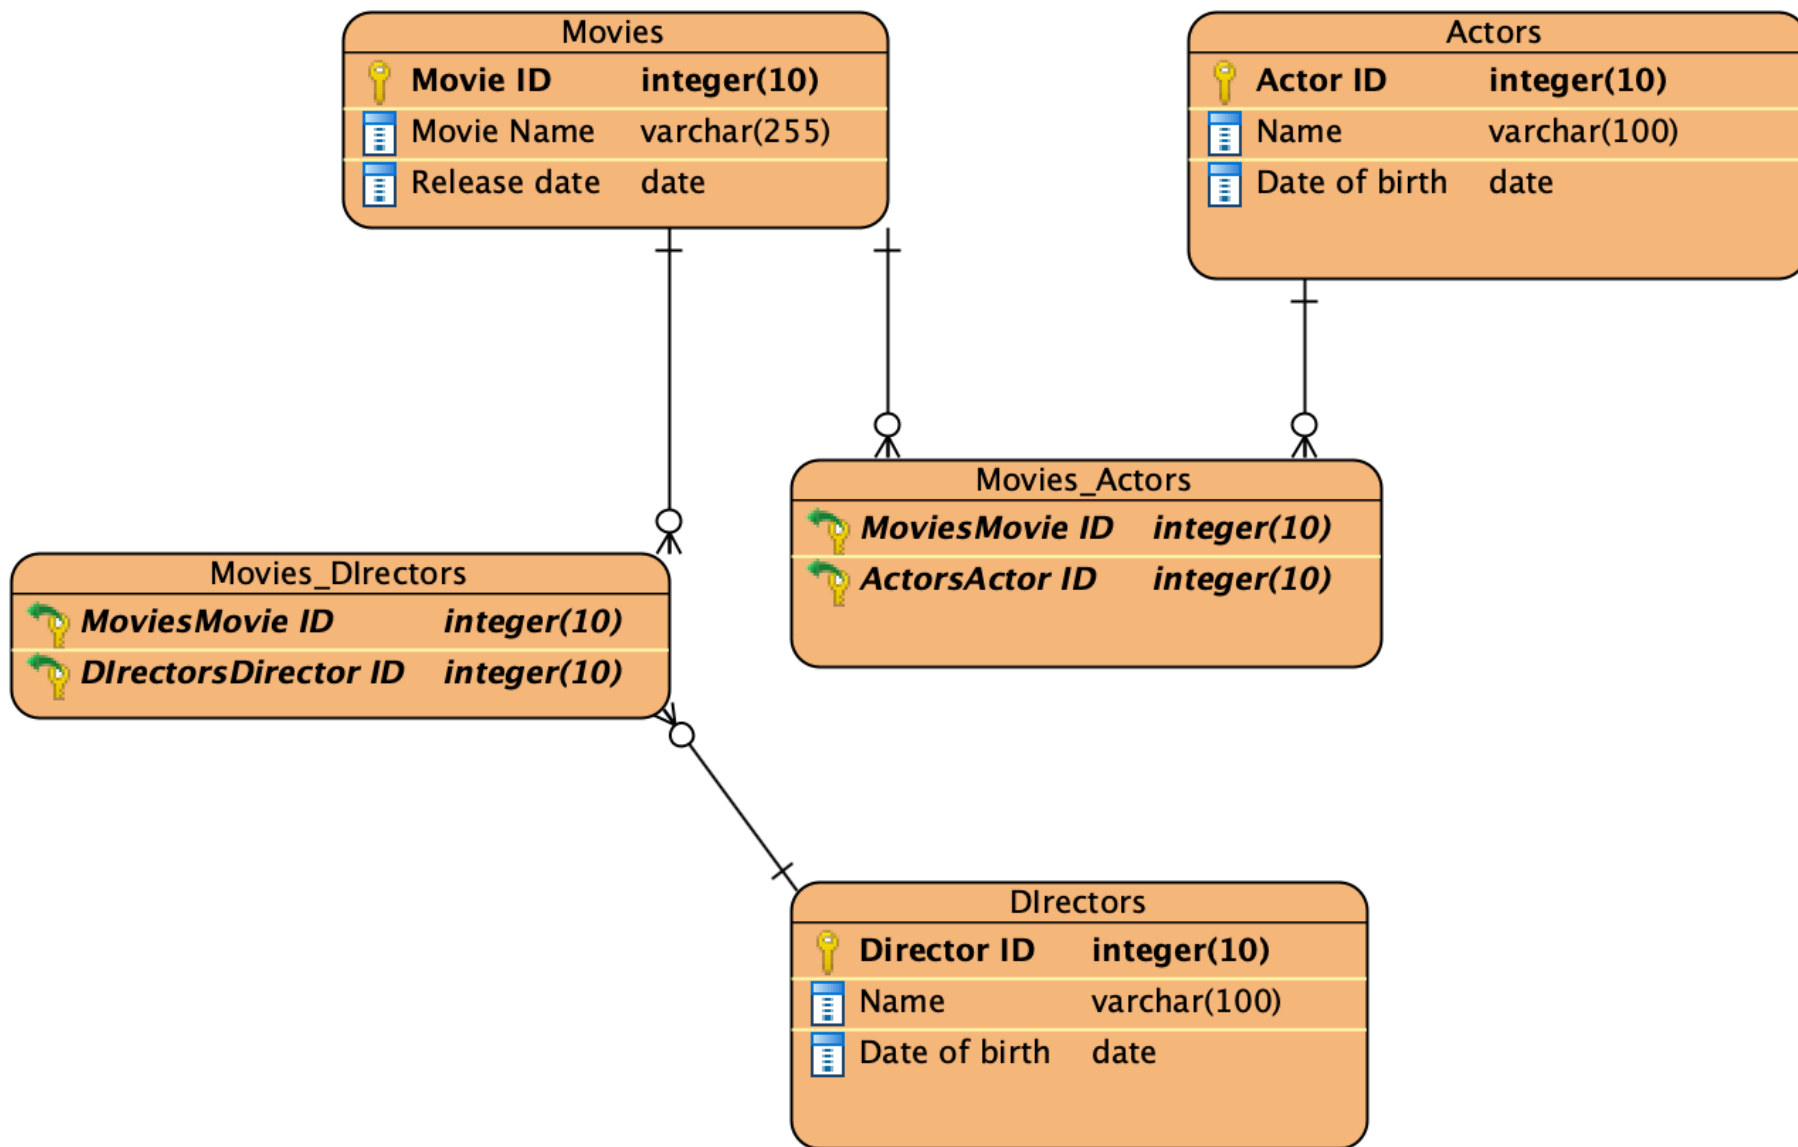 Movies
Movie ID integer(10)
Movie Name varchar(255)
Release date date
Actors
Actor ID integer(10)
Name varchar(100)
Date of birth date
Movies_Actors
MoviesMovie ID integer(10)
ActorsActor ID integer(10)
Movies_DIrectors
MoviesMovie ID integer(10)
DIrectorsDirector ID integer(10)
DIrectors
Director ID integer(10)
Name varchar(100)
Date of birth date